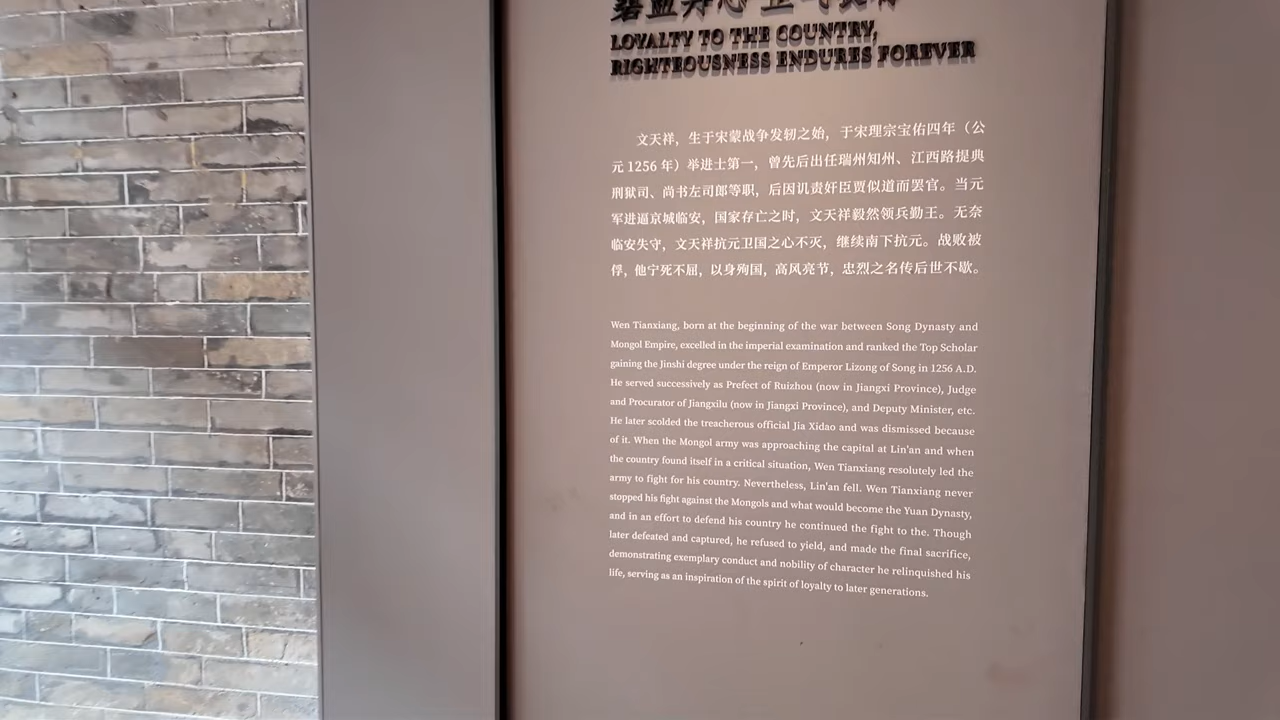 LOYALTY TO THE COUNTRY,
RIGHTEOUSNESS ENDURES FOREVER
文天祥，生于宋蒙战争发轫之始，于宋理宗宝佑四年（公
元 1256 年）举进士第一，曾先后出任瑞州知州、江西路提典
刑狱司、尚书左司郎等职，后因讥责奸臣贾似道而罢官。当元
军进逼京城临安，国家存亡之时，文天祥毅然领兵勤王。无奈
临安失守，文天祥抗元卫国之心不灭，继续南下抗元。战败被
俘，他宁死不屈，以身殉国，高风亮节，忠烈之名传后世不歇。
Wen Tianxiang, born at the beginning of the war between Song Dynasty and
Mongol Empire, excelled in the imperial examination and ranked the Top Scholar
gaining the Jinshi degree under the reign of Emperor Lizong of Song in 1256 A.D.
He served successively as Prefect of Ruizhou (now in Jiangxi Province), Judge
and Procurator of Jiangxilu (now in Jiangxi Province), and Deputy Minister, etc.
He later scolded the treacherous official Jia Xidao and was dismissed because
of it. When the Mongol army was approaching the capital at Lin'an and when
the country found itself in a critical situation, Wen Tianxiang resolutely led the
army to fight for his country. Nevertheless, Lin'an fell. Wen Tianxiang never
stopped his fight against the Mongols and what would become the Yuan Dynasty,
and in an effort to defend his country he continued the fight to the. Though
later defeated and captured, he refused to yield, and made the final sacrifice,
demonstrating exemplary conduct and nobility of character he relinquished his
life, serving as an inspiration of the spirit of loyalty to later generations.